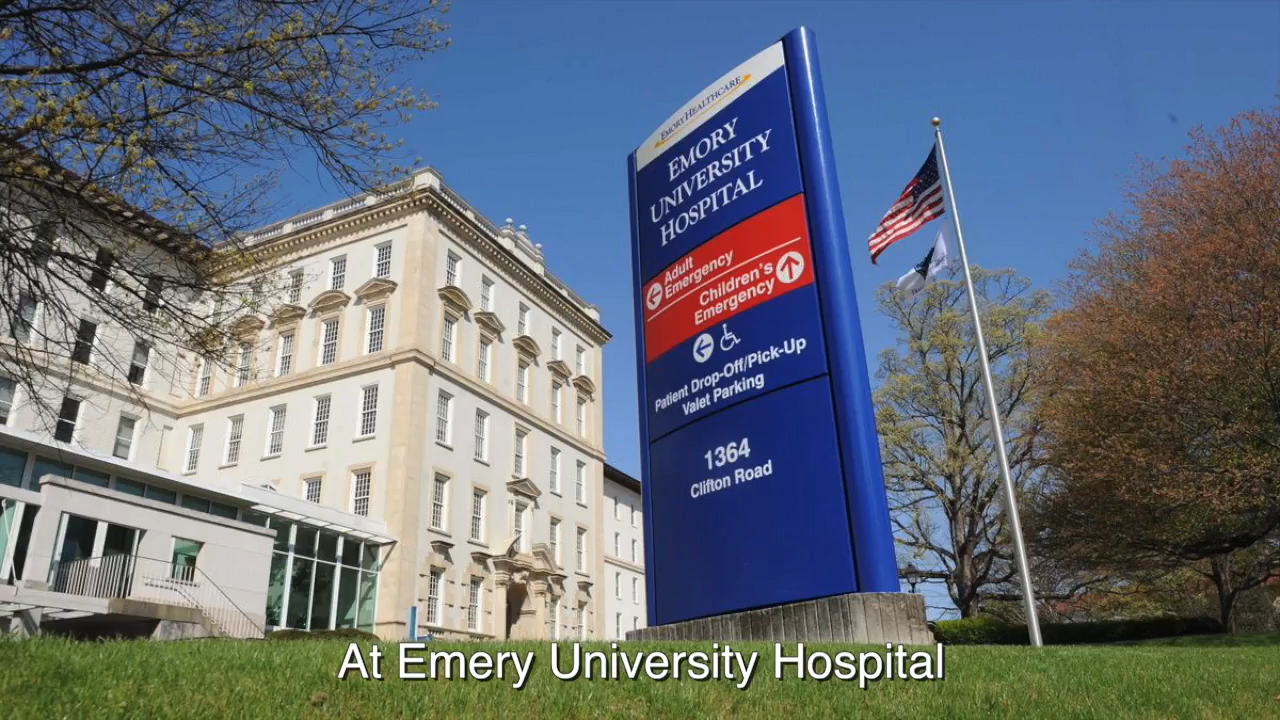 EMORY HEALTHCARE
EMORY
UNIVERSITY
HOSPITAL
Adult
Emergency
Children's
Emergency
Patient Drop-Off/Pick-Up
Valet Parking
1364
Clifton Road
At Emery University Hospital